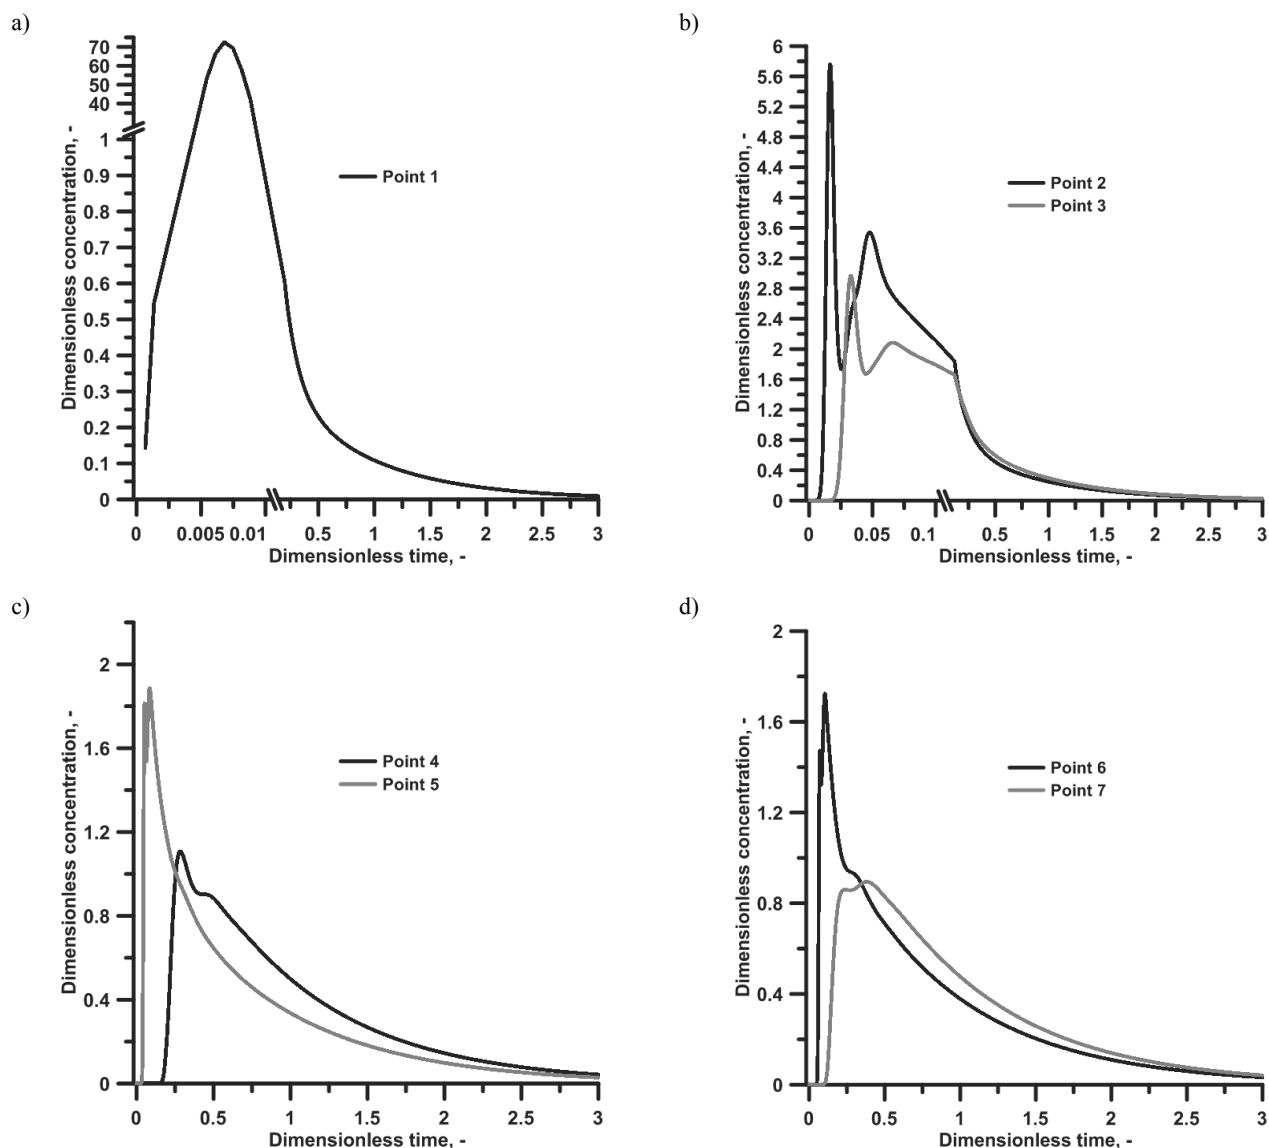 a)
70
60
50
40
1
0.9
0.8
0.7
0.6
0.5
0.4
0.3
0.2
0.1
0
Dimensionless concentration, -
Point 1
0 0.005 0.01 0.5 1 1.5 2 2.5 3
Dimensionless time, -
b)
6
5.6
5.2
4.8
4.4
4
3.6
3.2
2.8
2.4
2
1.6
1.2
0.8
0.4
0
Dimensionless concentration, -
Point 2
Point 3
0 0.05 0.1 0.5 1 1.5 2 2.5 3
Dimensionless time, -
c)
2
1.6
1.2
0.8
0.4
0
Dimensionless concentration, -
Point 4
Point 5
0 0.5 1 1.5 2 2.5 3
Dimensionless time, -
d)
2
1.6
1.2
0.8
0.4
0
Dimensionless concentration, -
Point 6
Point 7
0 0.5 1 1.5 2 2.5 3
Dimensionless time, -